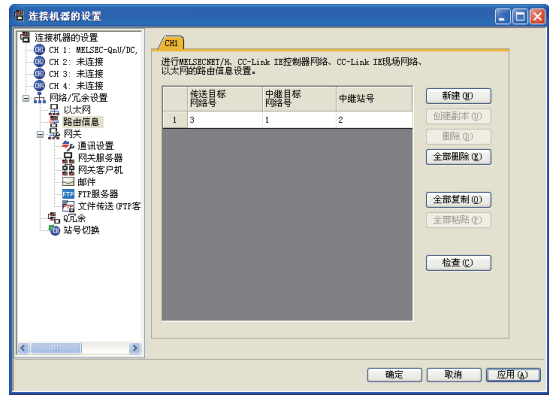 连接机器的设置
连接机器的设置
CH 1: MELSEC-QnU/DC,
CH 2: 未连接
CH 3: 未连接
CH 4: 未连接
网络/冗余设置
以太网
路由信息
网关
通讯设置
网关服务器
网关客户机
邮件
FTP服务器
文件传送(FTP客
Q冗余
站号切换
CH1
进行MELSECNET/H、CC-Link IE控制器网络、CC-Link IE现场网络、
以太网的路由信息设置。
传送目标网络号 中继目标网络号 中继站号
1 3 1 2
新建(N)
创建副本(W)
删除(D)
全部删除(E)
全部复制(O)
全部粘贴(P)
检查(C)
确定 取消 应用(A)